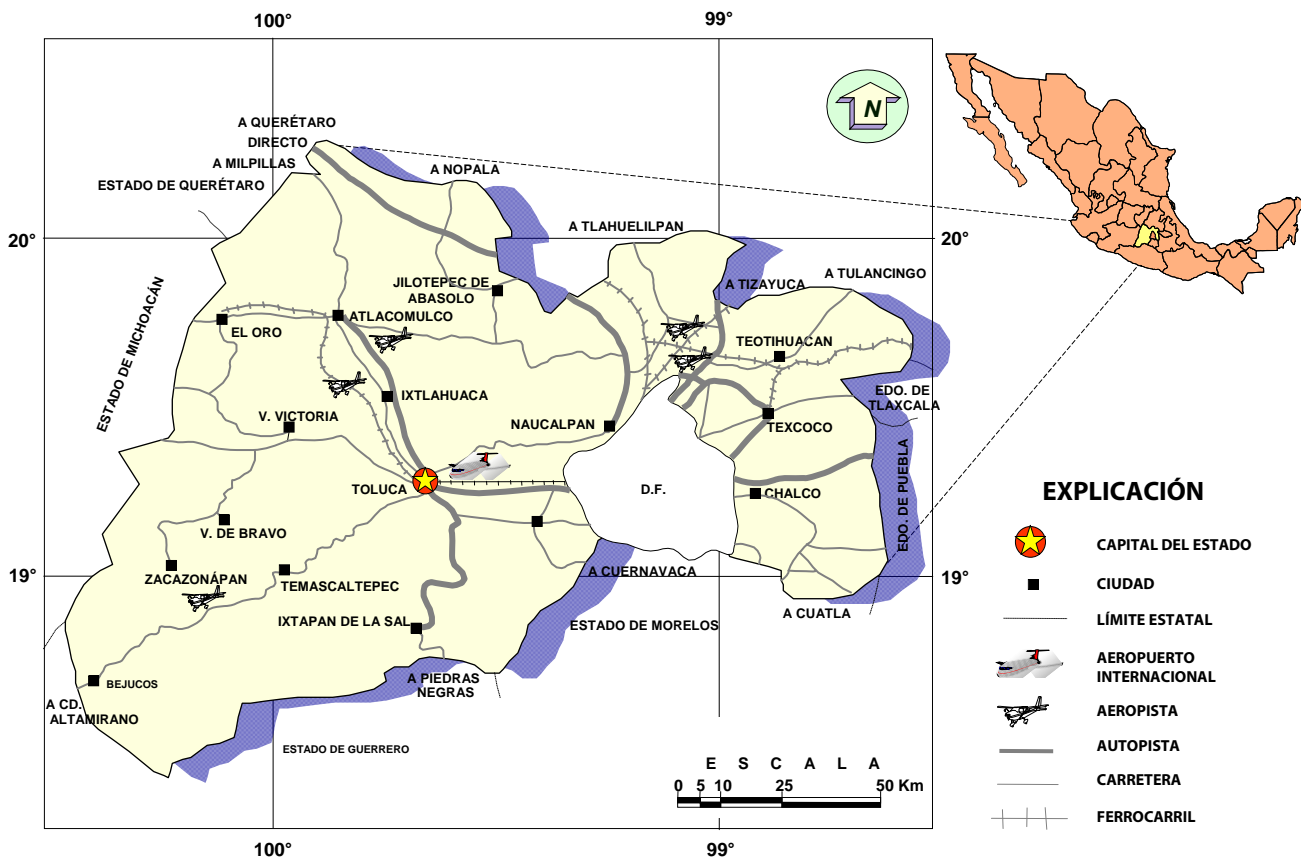 100°
99°
N
A QUERÉTARO
DIRECTO
A MILPILLAS
ESTADO DE QUERÉTARO
A NOPALA
A TLAHUELILPAN
20°
20°
A TULANCINGO
A TIZAYUCA
JILOTEPEC DE
ABASOLO
ATLACOMULCO
EL ORO
TEOTIHUACAN
ESTADO DE MICHOACÁN
IXTLAHUACA
EDO. DE
TLAXCALA
V. VICTORIA
NAUCALPAN
TEXCOCO
TOLUCA
D.F.
CHALCO
EDO. DE PUEBLA
V. DE BRAVO
ZACAZONÁPAN
TEMASCALTEPEC
19°
19°
A CUERNAVACA
A CUATLA
IXTAPAN DE LA SAL
ESTADO DE MORELOS
BEJUCOS
A PIEDRAS
NEGRAS
A CD.
ALTAMIRANO
ESTADO DE GUERRERO
E S C A L A
0 5 10 25 50 Km
100°
99°
EXPLICACIÓN
CAPITAL DEL ESTADO
CIUDAD
LÍMITE ESTATAL
AEROPUERTO
INTERNACIONAL
AEROPISTA
AUTOPISTA
CARRETERA
FERROCARRIL